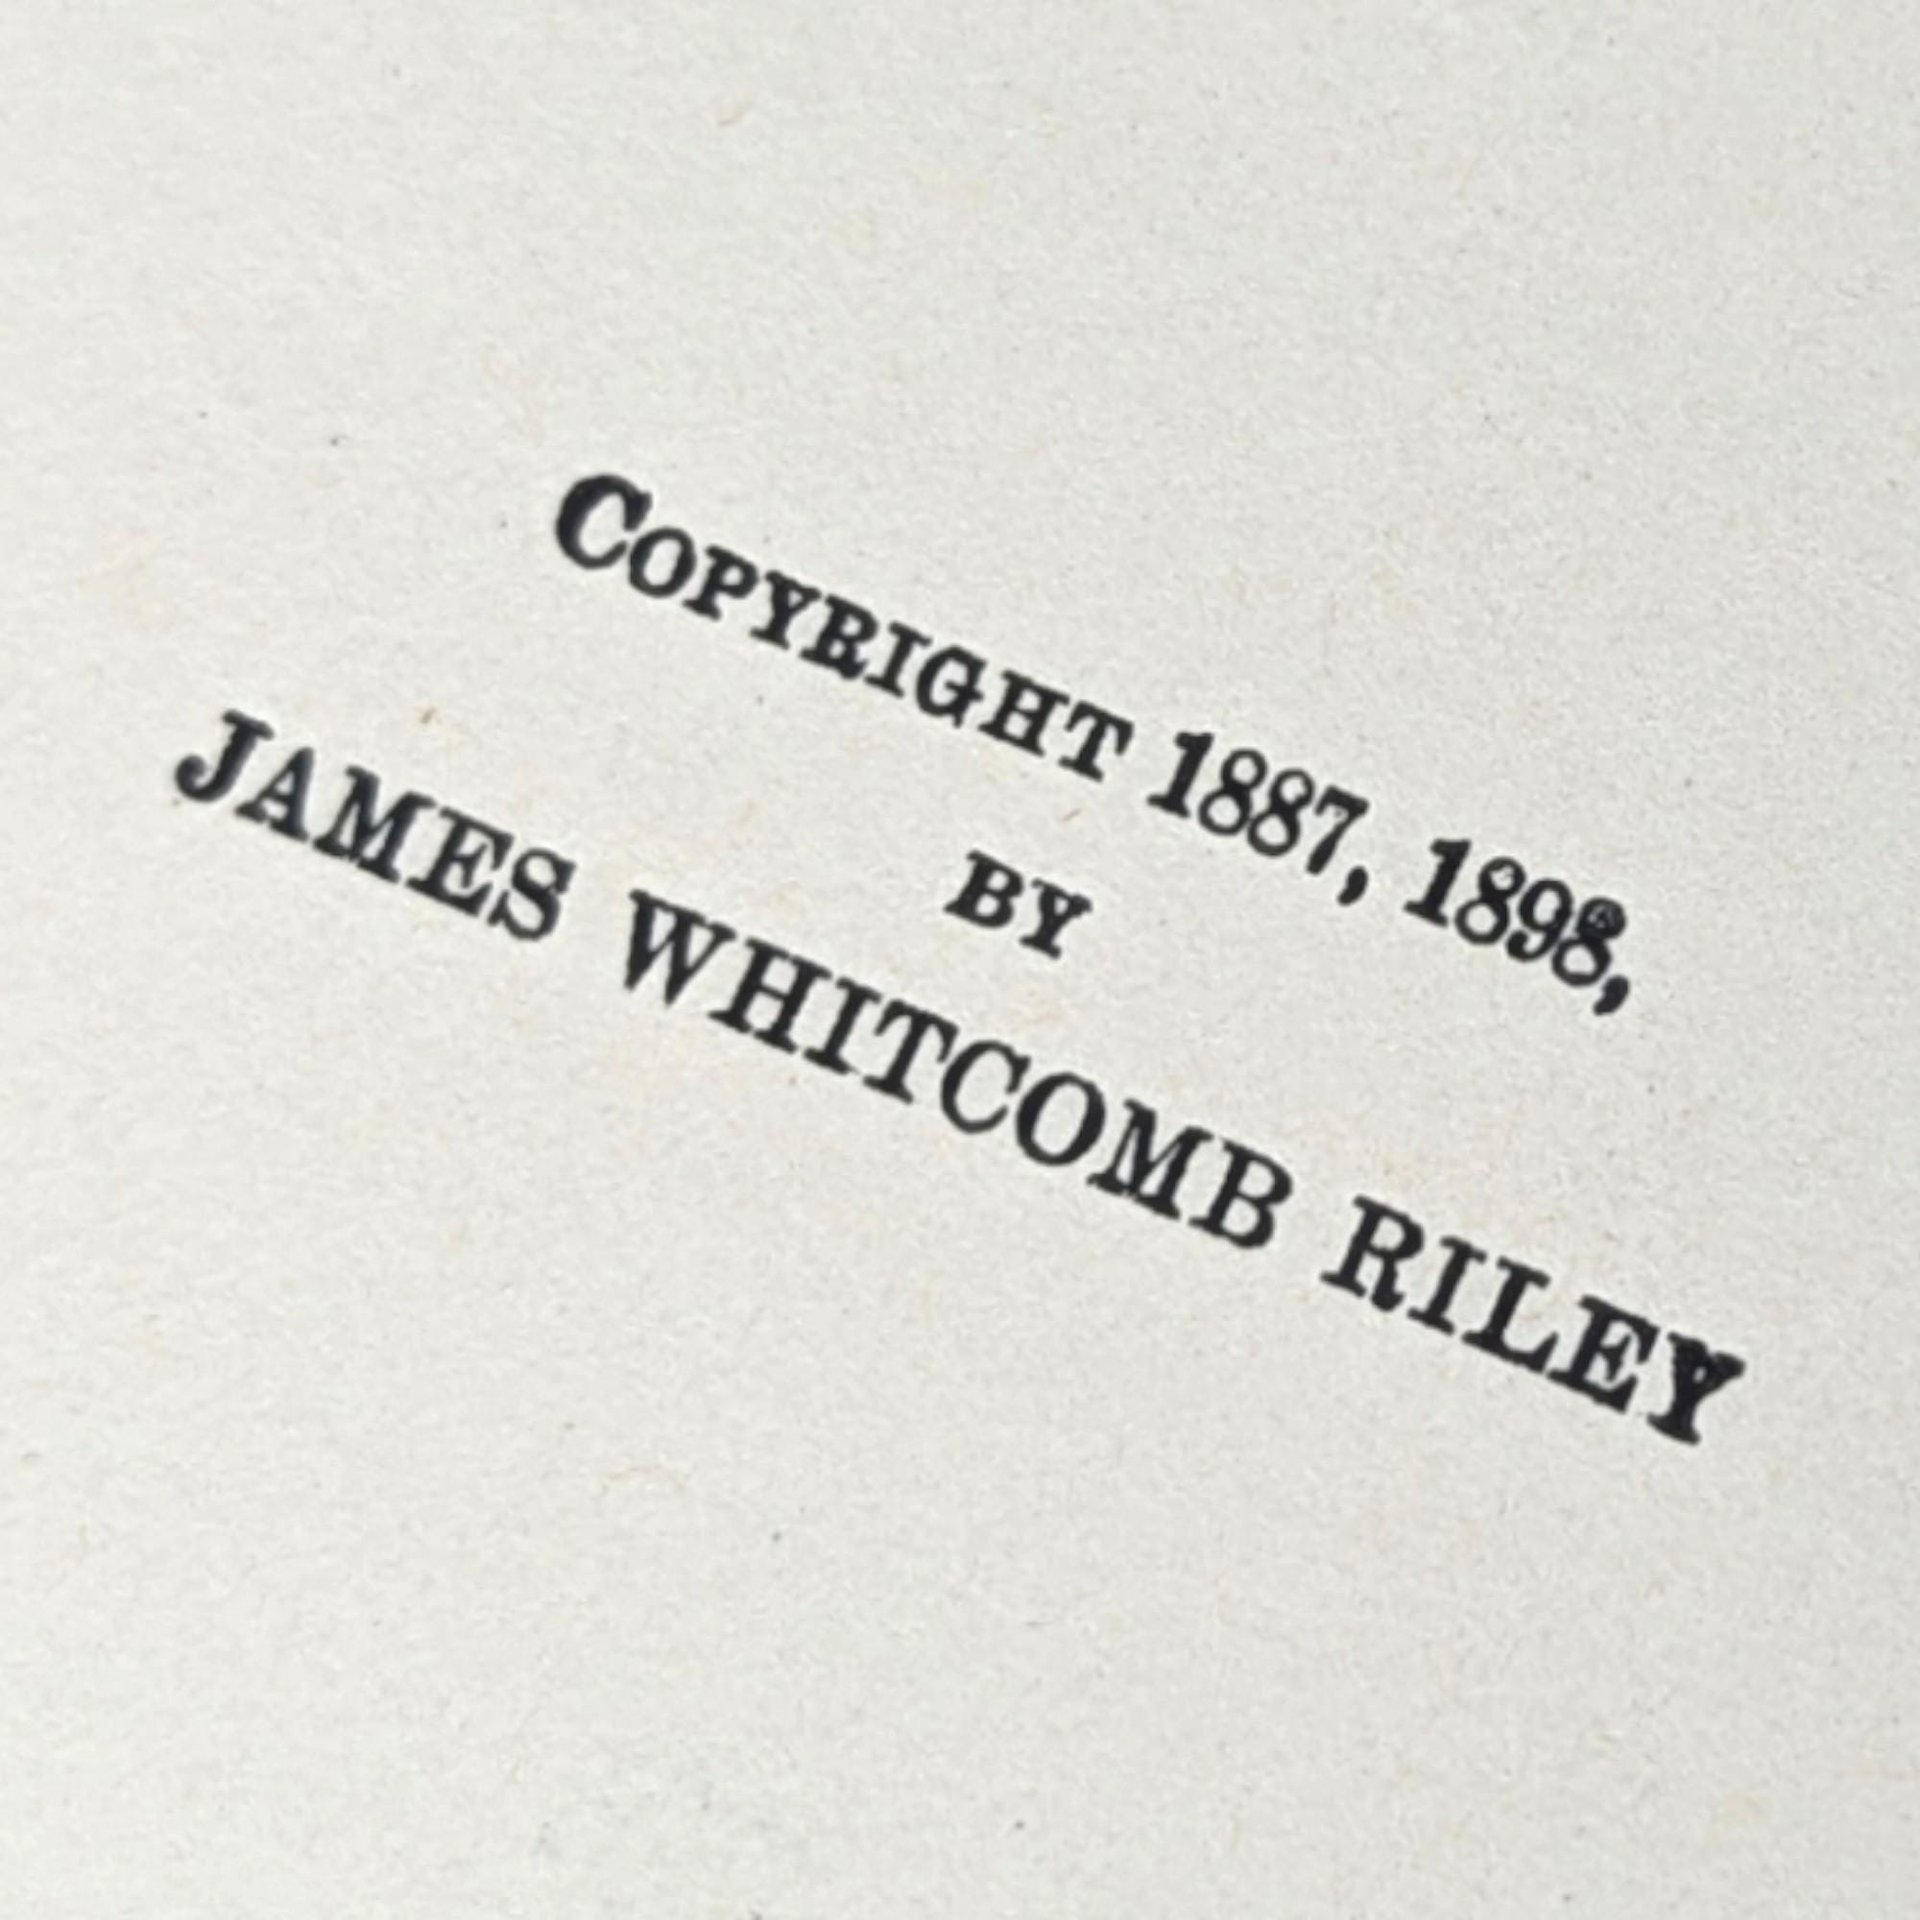 COPYRIGHT 1887, 1898,
BY
JAMES WHITCOMB RILEY